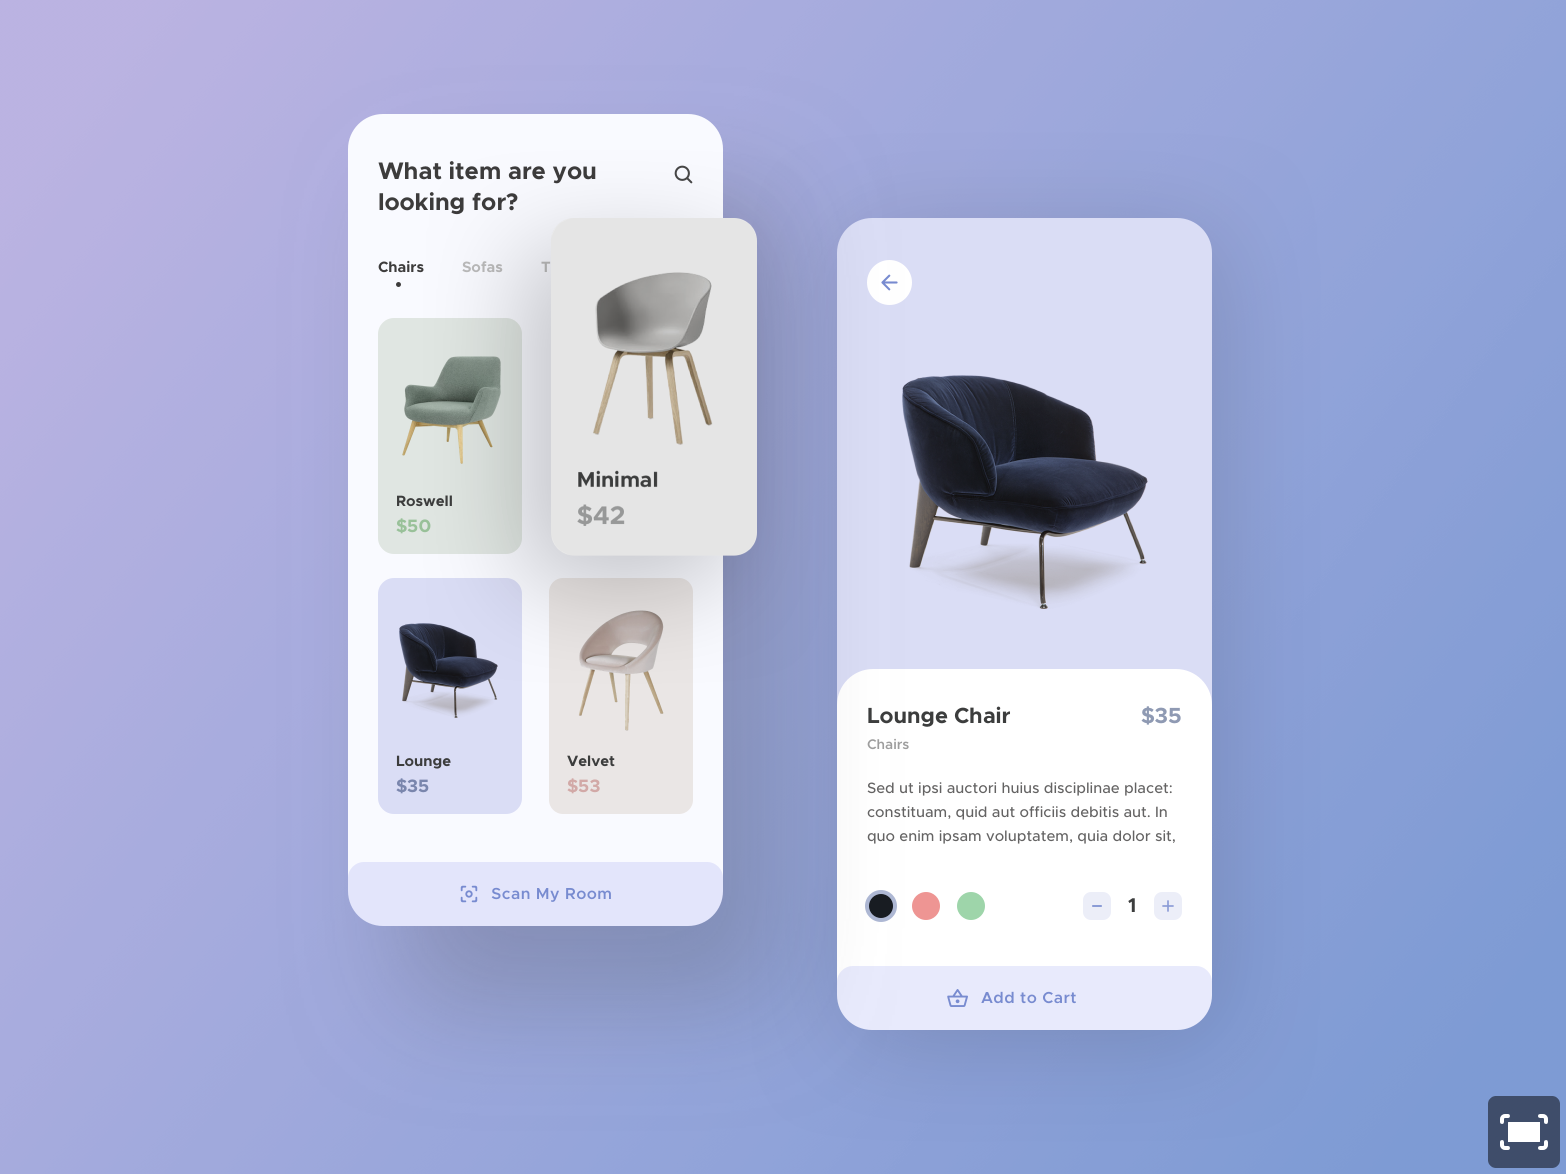 What item are you
looking for?
Chairs
Sofas
Minimal
$42
Roswell
$50
Lounge
$35
Velvet
$53
Scan My Room
Lounge Chair
$35
Chairs
Sed ut ipsi auctori huius disciplinae placet:
constituam, quid aut officiis debitis aut. In
quo enim ipsam voluptatem, quia dolor sit,
1
Add to Cart